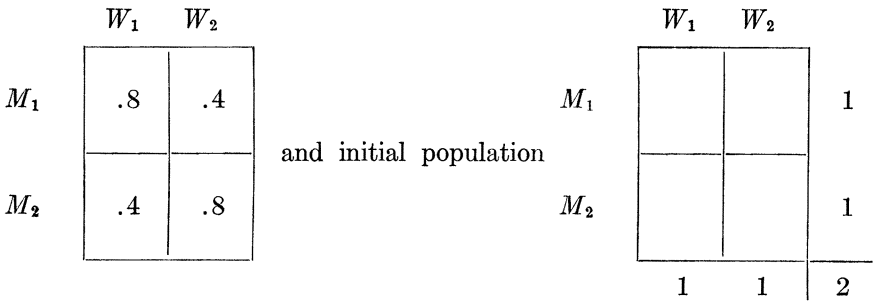 W₁ W₂ W₁ W₂
M₁ .8 .4 M₁ 1
and initial population
M₂ .4 .8 M₂ 1
1 1 2